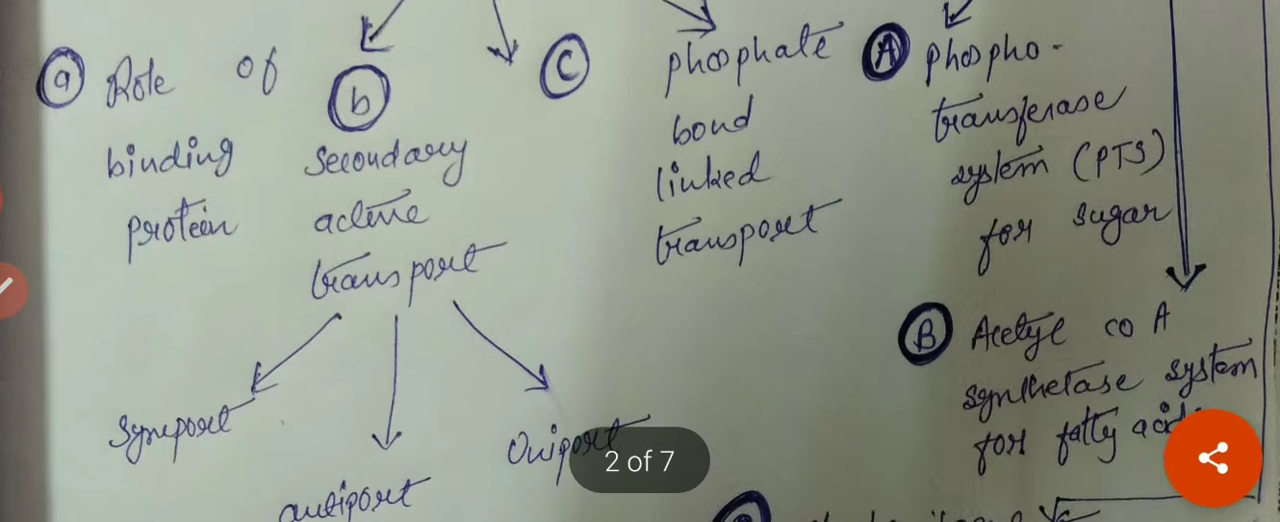 a Role of
binding
protein
b
Secondary
active
transport
Symport
antiport
Uniport
C phosphate
bond
linked
transport
A phospho-
transferase
system (PTS)
for sugar
B Acetyl co A
synthetase system
for fatty acid
2 of 7